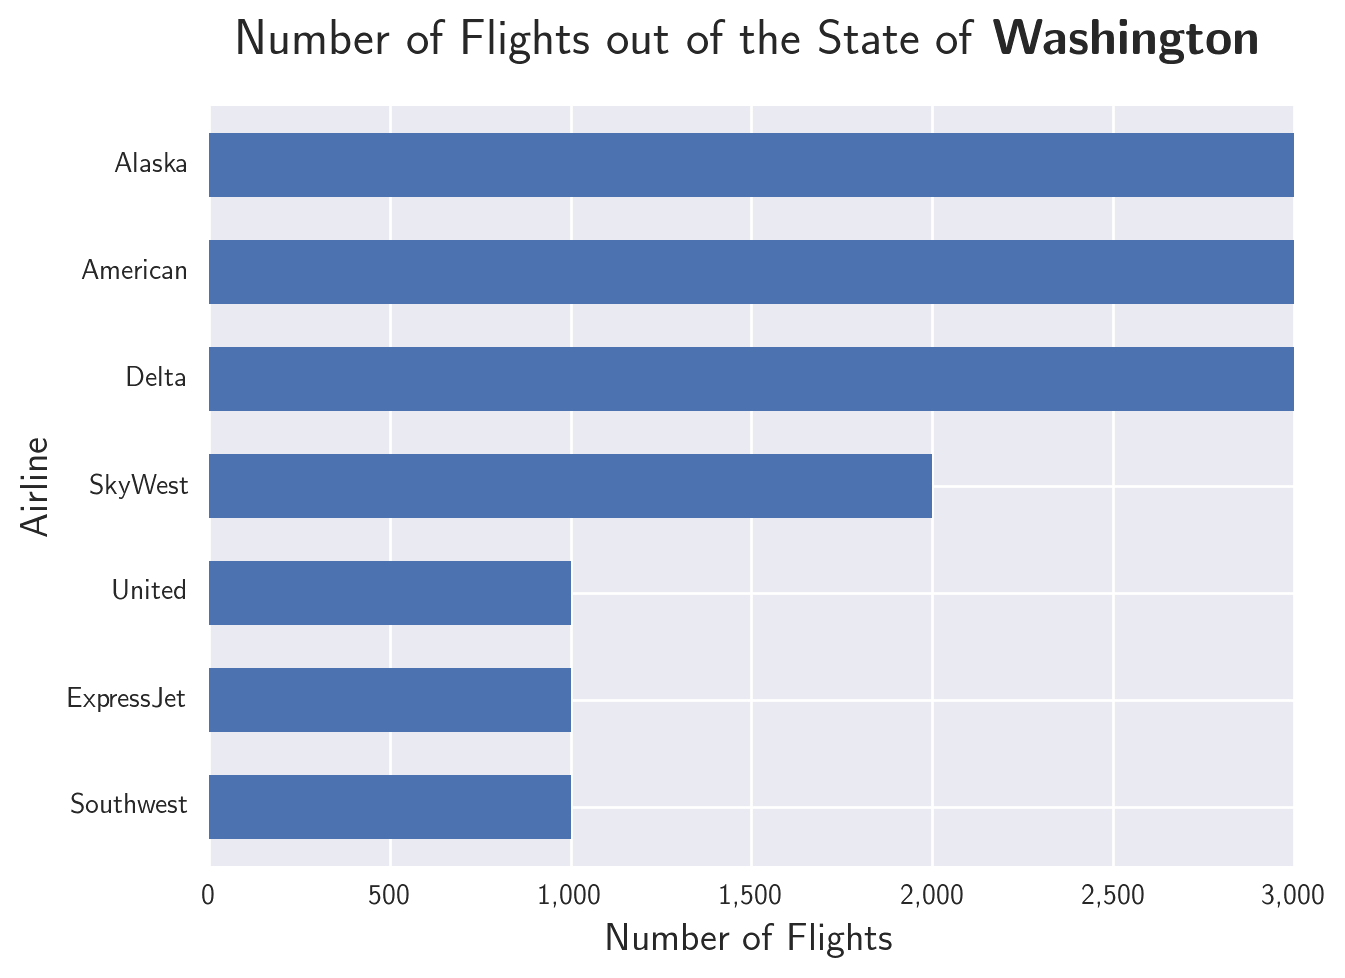 Number of Flights out of the State of Washington
Alaska
American
Delta
SkyWest
United
ExpressJet
Southwest
Airline
0 500 1,000 1,500 2,000 2,500 3,000
Number of Flights